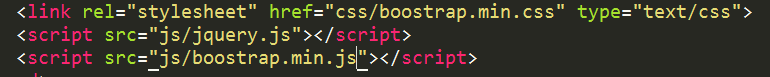 <link rel="stylesheet" href="css/boostrap.min.css" type="text/css">
<script src="js/jquery.js"></script>
<script src="js/boostrap.min.js"></script>